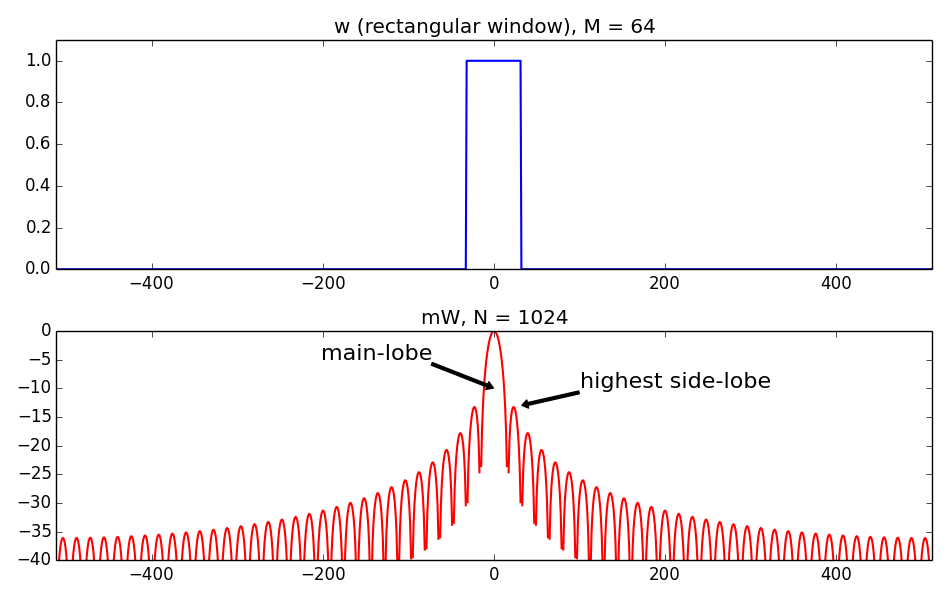 w (rectangular window), M = 64
1.0
0.8
0.6
0.4
0.2
0.0
−400 −200 0 200 400
mW, N = 1024
0
−5
−10
−15
−20
−25
−30
−35
−40
main-lobe
highest side-lobe
−400 −200 0 200 400